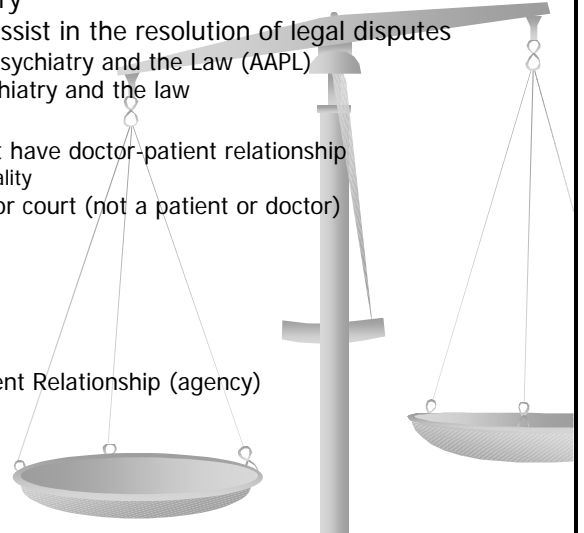 ry
ssist in the resolution of legal disputes
sychiatry and the Law (AAPL)
hiatry and the law
t have doctor-patient relationship
ality
or court (not a patient or doctor)
ent Relationship (agency)